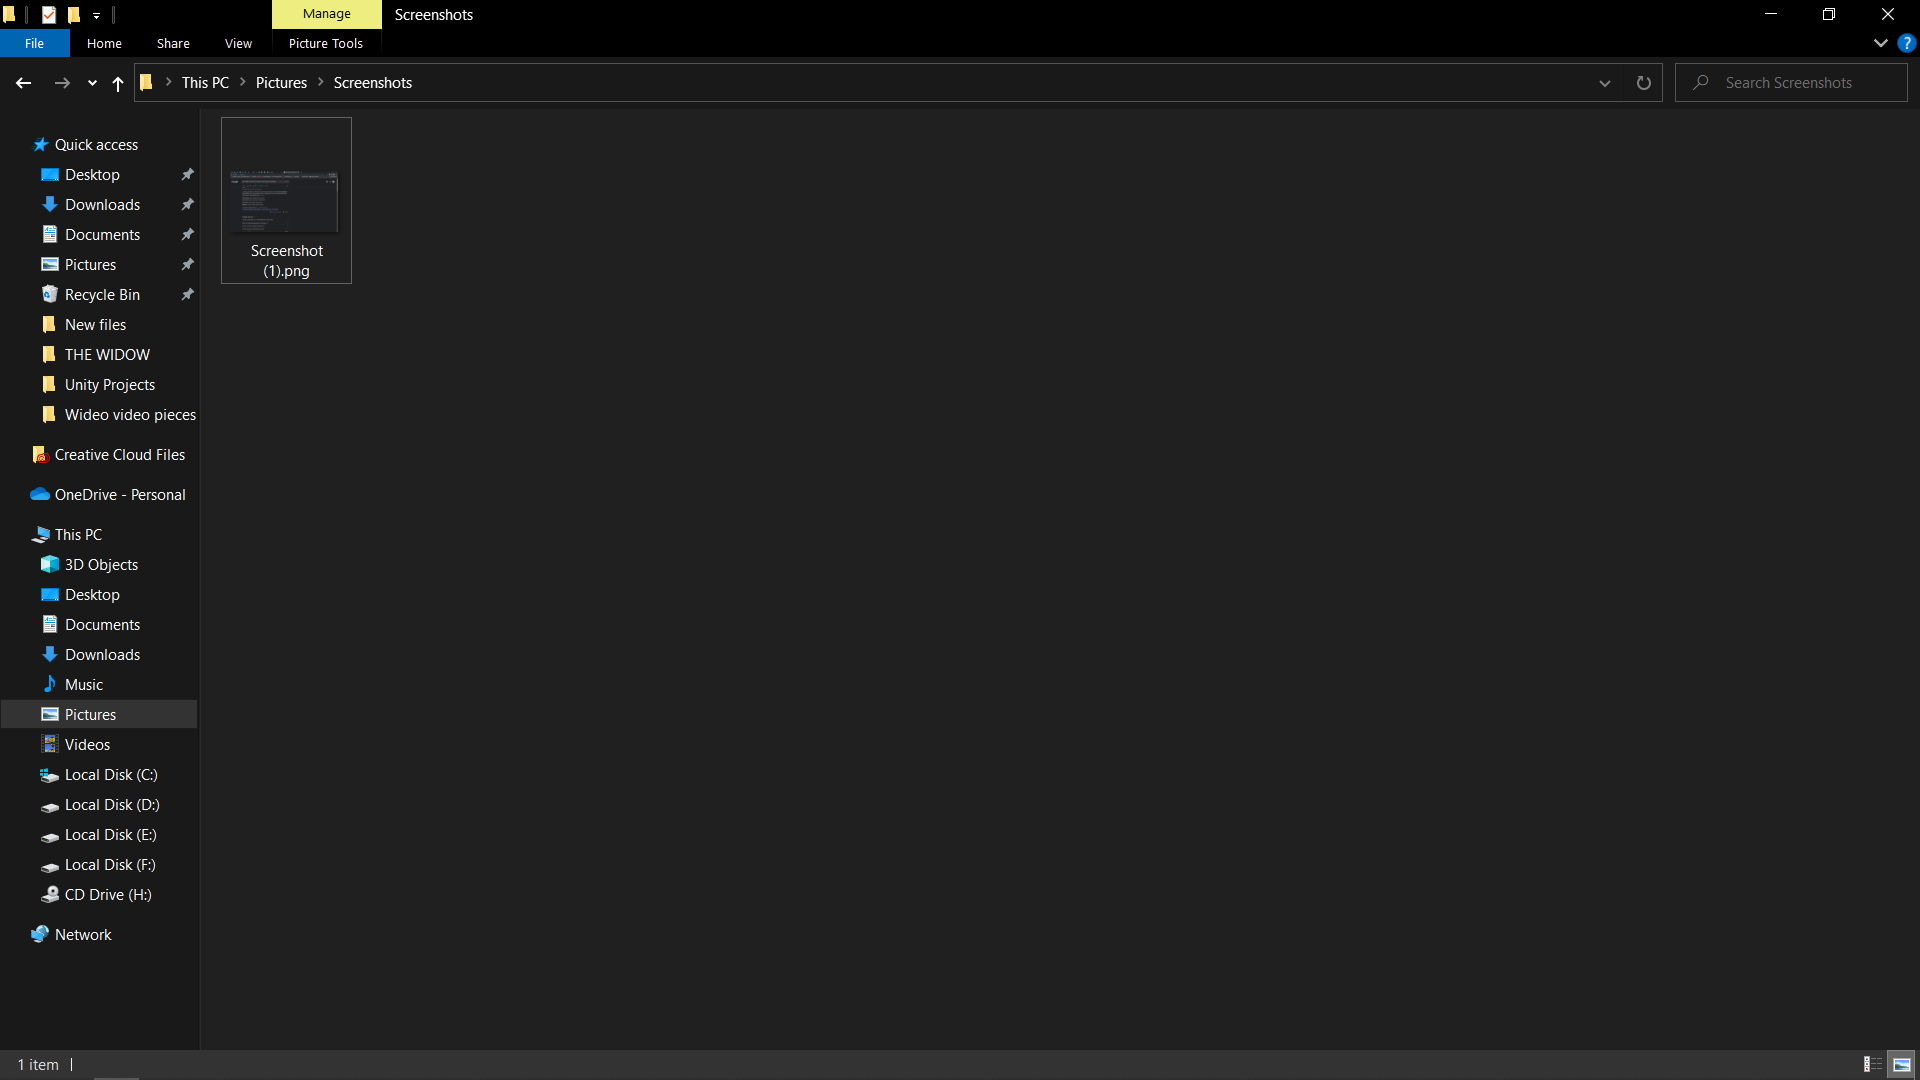 Manage
Screenshots
File
Home
Share
View
Picture Tools
?
This PC
Pictures
Screenshots
Search Screenshots
Quick access
Desktop
Downloads
Documents
Pictures
Recycle Bin
New files
THE WIDOW
Unity Projects
Wideo video pieces
Creative Cloud Files
OneDrive - Personal
This PC
3D Objects
Desktop
Documents
Downloads
Music
Pictures
Videos
Local Disk (C:)
Local Disk (D:)
Local Disk (E:)
Local Disk (F:)
CD Drive (H:)
Network
Screenshot
(1).png
1 item